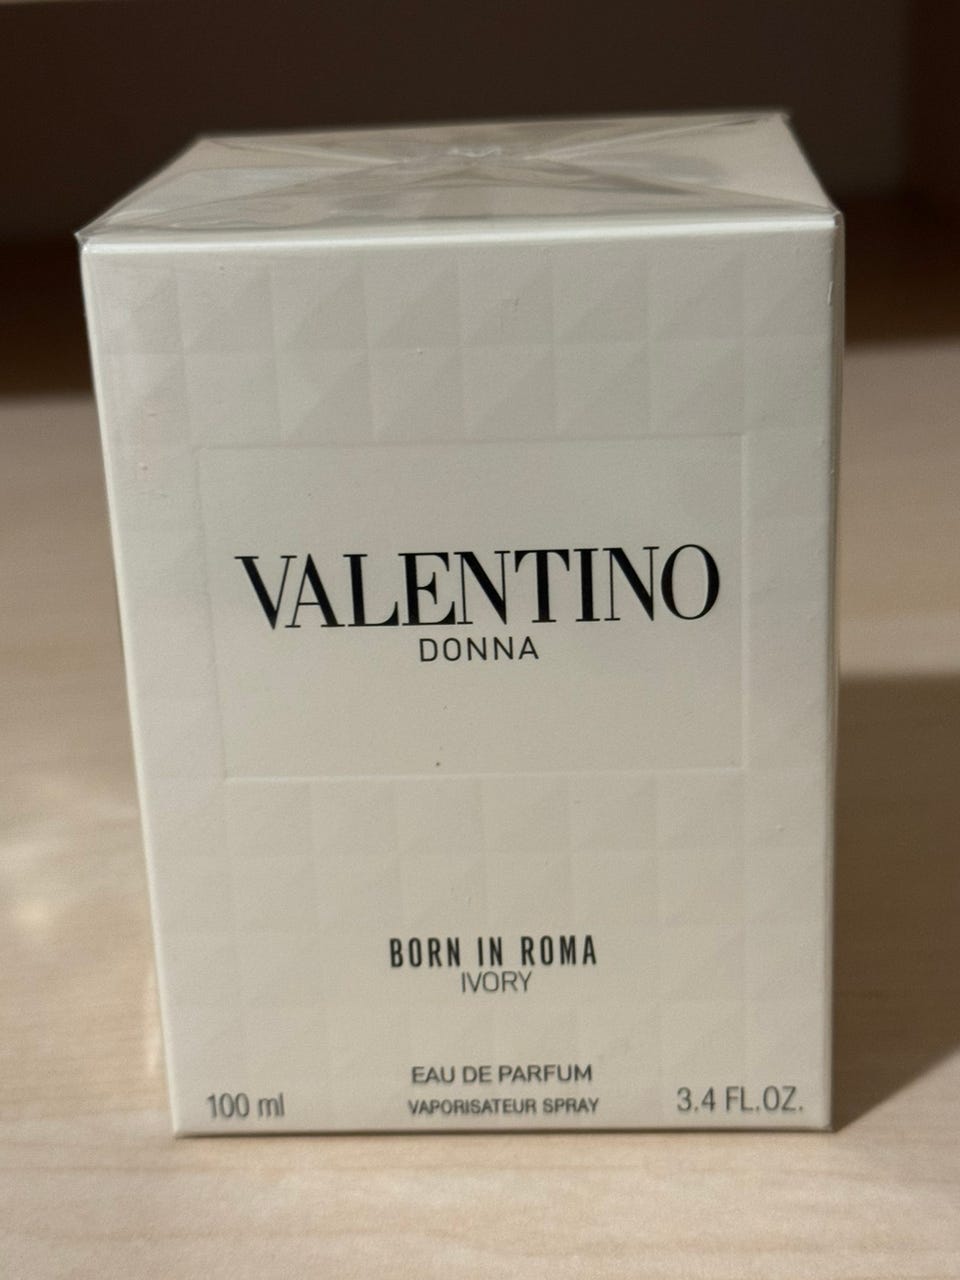 VALENTINO
DONNA
BORN IN ROMA
IVORY
EAU DE PARFUM
100 ml VAPORISATEUR SPRAY 3.4 FL.OZ.